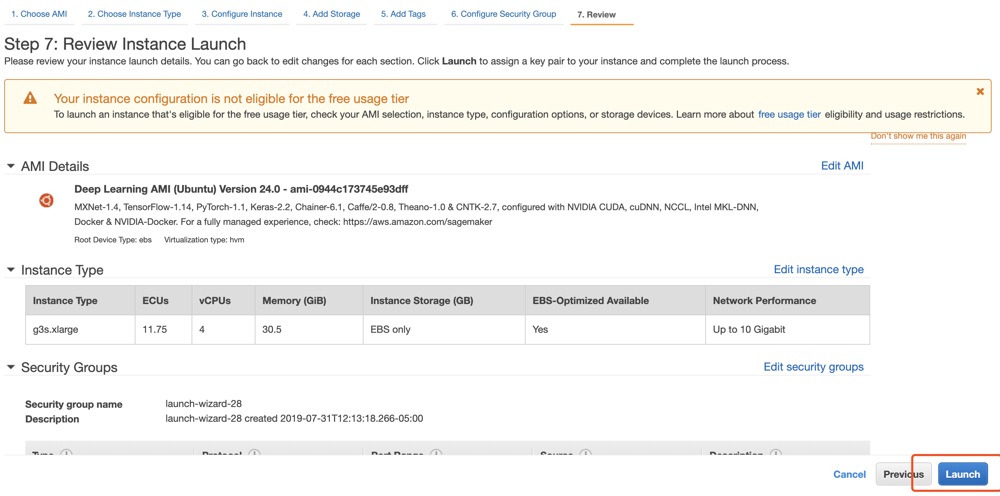 1. Choose AMI 2. Choose Instance Type 3. Configure Instance 4. Add Storage 5. Add Tags 6. Configure Security Group 7. Review
Step 7: Review Instance Launch
Please review your instance launch details. You can go back to edit changes for each section. Click Launch to assign a key pair to your instance and complete the launch process.
Your instance configuration is not eligible for the free usage tier
To launch an instance that's eligible for the free usage tier, check your AMI selection, instance type, configuration options, or storage devices. Learn more about free usage tier eligibility and usage restrictions.
Don't show me this again
AMI Details Edit AMI
Deep Learning AMI (Ubuntu) Version 24.0 - ami-0944c173745e93dff
MXNet-1.4, TensorFlow-1.14, PyTorch-1.1, Keras-2.2, Chainer-6.1, Caffe/2-0.8, Theano-1.0 & CNTK-2.7, configured with NVIDIA CUDA, cuDNN, NCCL, Intel MKL-DNN,
Docker & NVIDIA-Docker. For a fully managed experience, check: https://aws.amazon.com/sagemaker
Root Device Type: ebs Virtualization type: hvm
Instance Type Edit instance type
Instance Type ECUs vCPUs Memory (GiB) Instance Storage (GB) EBS-Optimized Available Network Performance
g3s.xlarge 11.75 4 30.5 EBS only Yes Up to 10 Gigabit
Security Groups Edit security groups
Security group name launch-wizard-28
Description launch-wizard-28 created 2019-07-31T12:13:18.266-05:00
Type Protocol Port Range Source Description
Cancel Previous Launch